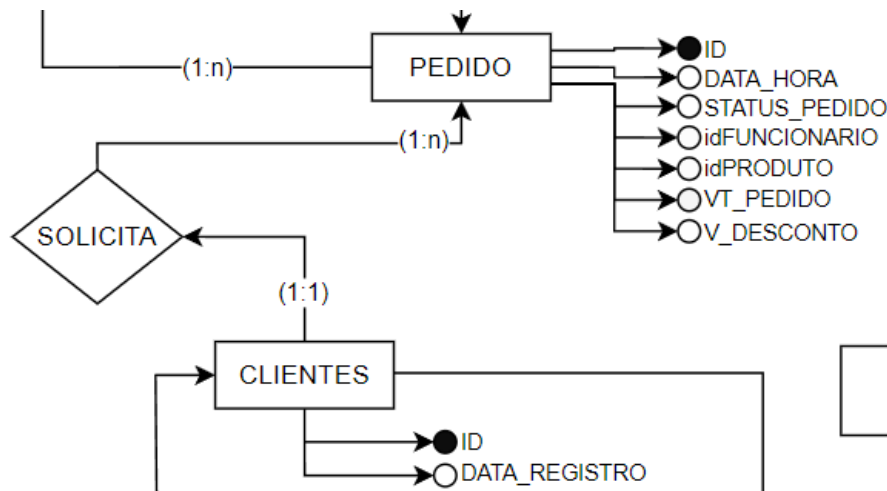 PEDIDO
(1:n)
ID
DATA_HORA
STATUS_PEDIDO
idFUNCIONARIO
idPRODUTO
VT_PEDIDO
V_DESCONTO
(1:n)
SOLICITA
(1:1)
CLIENTES
ID
DATA_REGISTRO